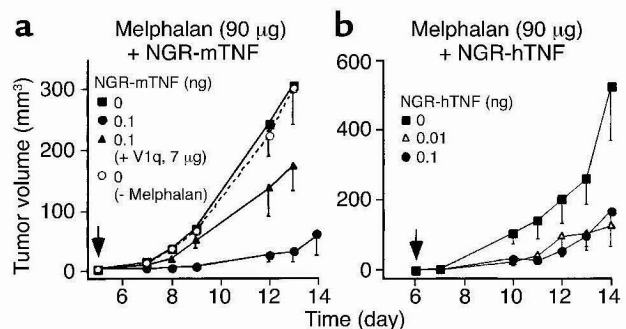 a
Melphalan (90 µg)
+ NGR-mTNF
NGR-mTNF (ng)
0
0.1
0.1
(+ V1q, 7 µg)
0
(- Melphalan)
Tumor volume (mm³)
300
200
100
0
6
8
10
12
14
b
Melphalan (90 µg)
+ NGR-hTNF
NGR-hTNF (ng)
0
0.01
0.1
600
400
200
0
6
8
10
12
14
Time (day)